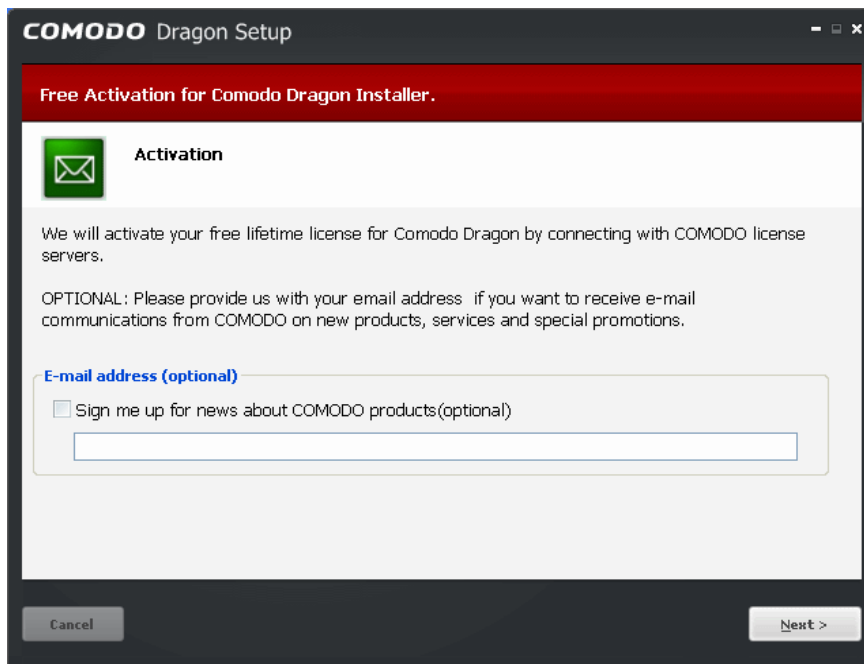 COMODO Dragon Setup
Free Activation for Comodo Dragon Installer.
Activation
We will activate your free lifetime license for Comodo Dragon by connecting with COMODO license
servers.
OPTIONAL: Please provide us with your email address  if you want to receive e-mail
communications from COMODO on new products, services and special promotions.
E-mail address (optional)
Sign me up for news about COMODO products(optional)
Cancel
Next >